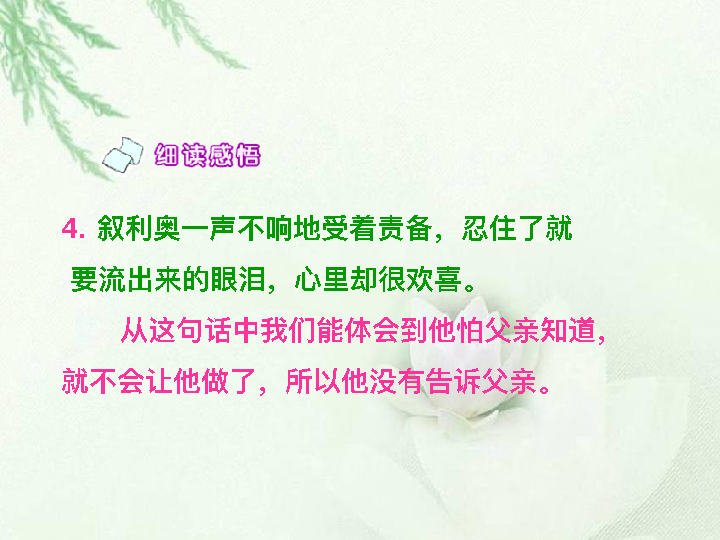 细读感悟
4. 叙利奥一声不响地受着责备，忍住了就
要流出来的眼泪，心里却很欢喜。
从这句话中我们能体会到他怕父亲知道，
就不会让他做了，所以他没有告诉父亲。